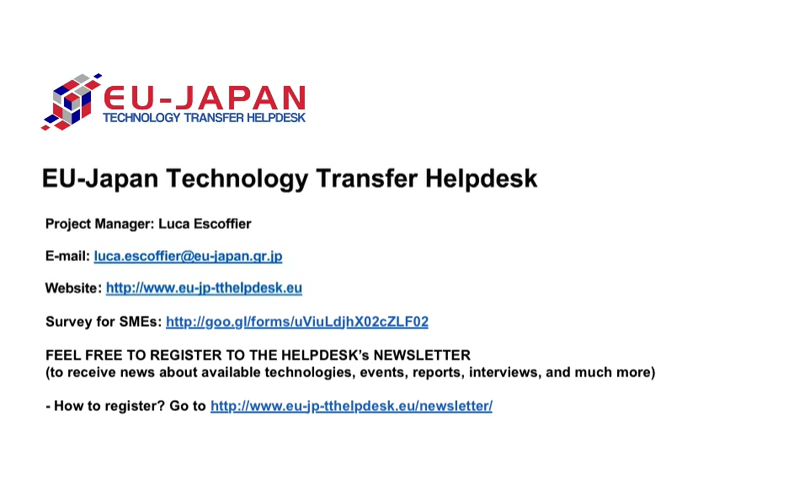 EU-JAPAN
TECHNOLOGY TRANSFER HELPDESK
EU-Japan Technology Transfer Helpdesk
Project Manager: Luca Escoffier
E-mail: luca.escoffier@eu-japan.gr.jp
Website: http://www.eu-jp-tthelpdesk.eu
Survey for SMEs: http://goo.gl/forms/uViuLdjhX02cZLF02
FEEL FREE TO REGISTER TO THE HELPDESK's NEWSLETTER
(to receive news about available technologies, events, reports, interviews, and much more)
- How to register? Go to http://www.eu-jp-tthelpdesk.eu/newsletter/